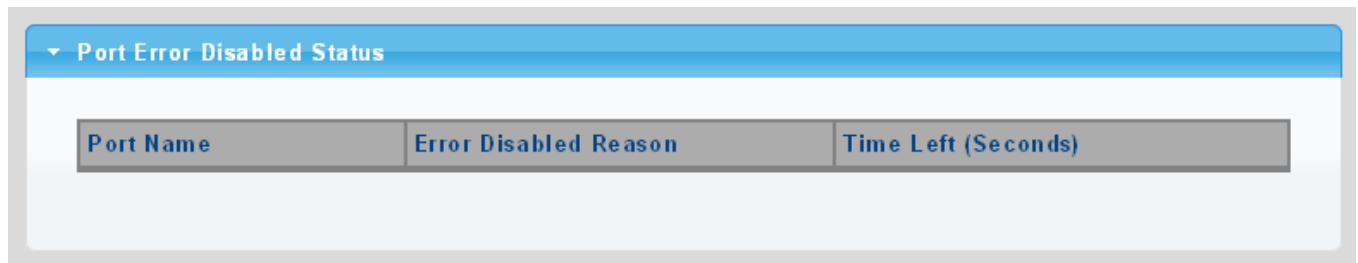 Port Error Disabled Status
Port Name Error Disabled Reason Time Left (Seconds)